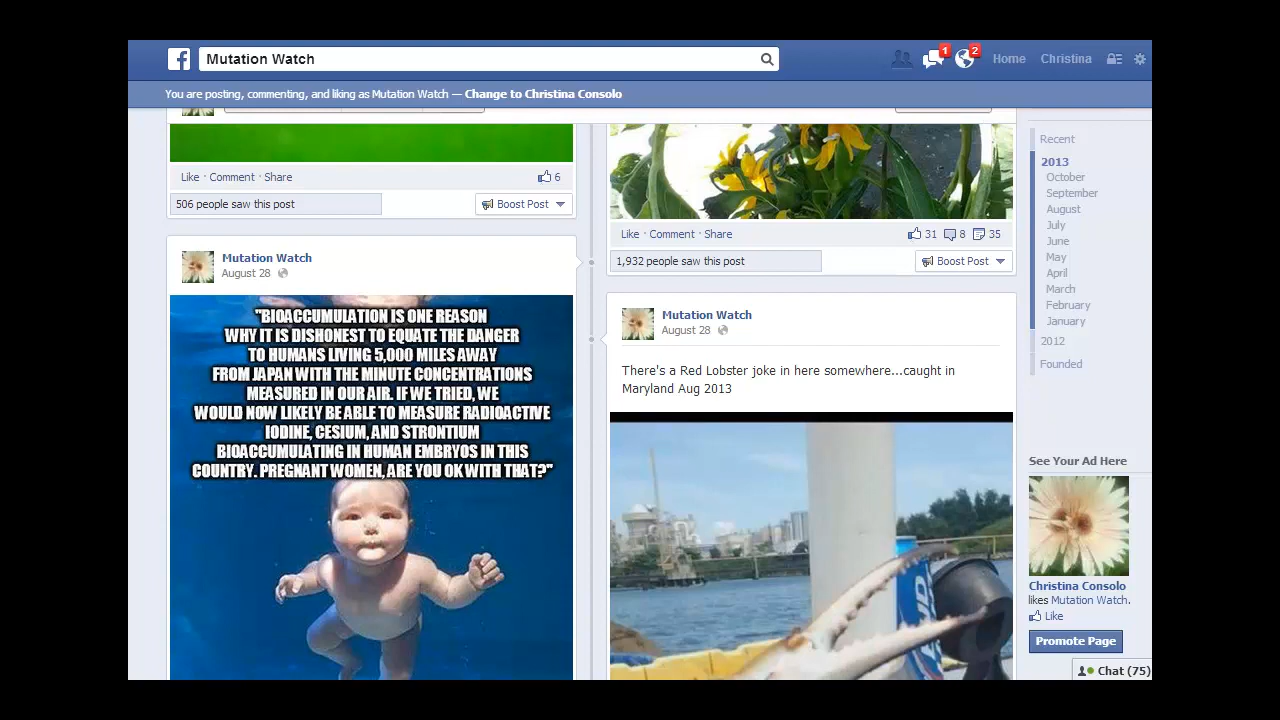 Mutation Watch
1
2
Home
Christina
You are posting, commenting, and liking as Mutation Watch — Change to Christina Consolo
Like · Comment · Share
6
506 people saw this post
Boost Post
Mutation Watch
August 28
"BIOACCUMULATION IS ONE REASON
WHY IT IS DISHONEST TO EQUATE THE DANGER
TO HUMANS LIVING 5,000 MILES AWAY
FROM JAPAN WITH THE MINUTE CONCENTRATIONS
MEASURED IN OUR AIR. IF WE TRIED, WE
WOULD NOW LIKELY BE ABLE TO MEASURE RADIOACTIVE
IODINE, CESIUM, AND STRONTIUM
BIOACCUMULATING IN HUMAN EMBRYOS IN THIS
COUNTRY. PREGNANT WOMEN, ARE YOU OK WITH THAT?"
Like · Comment · Share
31
8
35
1,932 people saw this post
Boost Post
Mutation Watch
August 28
There's a Red Lobster joke in here somewhere...caught in
Maryland Aug 2013
Recent
2013
October
September
August
July
June
May
April
March
February
January
2012
Founded
See Your Ad Here
Christina Consolo
likes Mutation Watch.
Like
Promote Page
Chat (75)